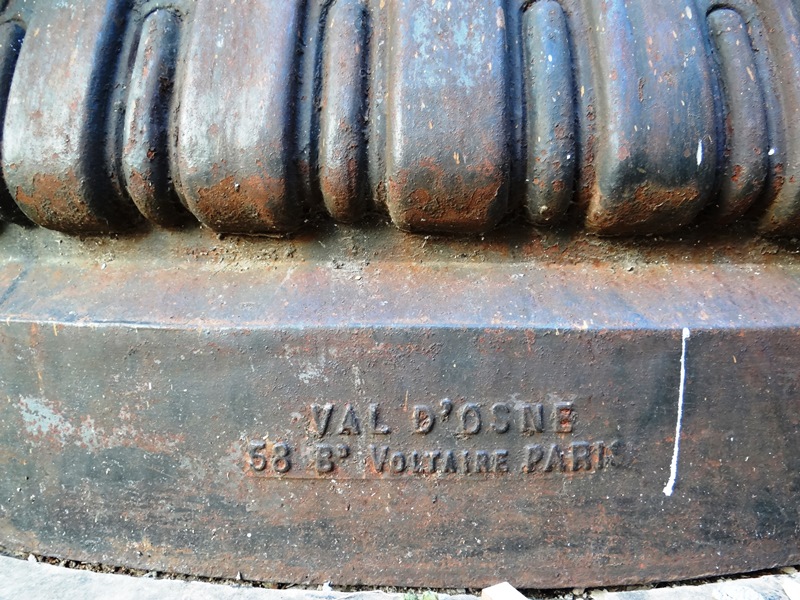 VAL D'OSNE
58 Bd VOLTAIRE PARIS